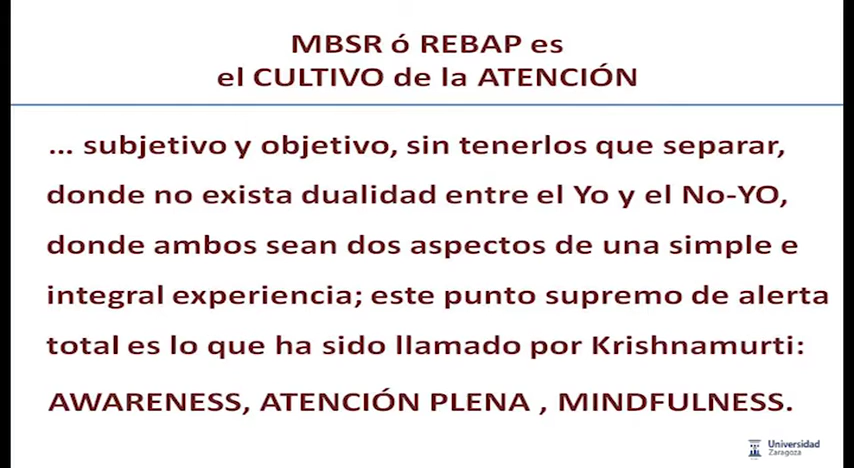 MBSR ó REBAP es
el CULTIVO de la ATENCIÓN
... subjetivo y objetivo, sin tenerlos que separar,
donde no exista dualidad entre el Yo y el No-YO,
donde ambos sean dos aspectos de una simple e
integral experiencia; este punto supremo de alerta
total es lo que ha sido llamado por Krishnamurti:
AWARENESS, ATENCIÓN PLENA , MINDFULNESS.
Universidad
Zaragoza